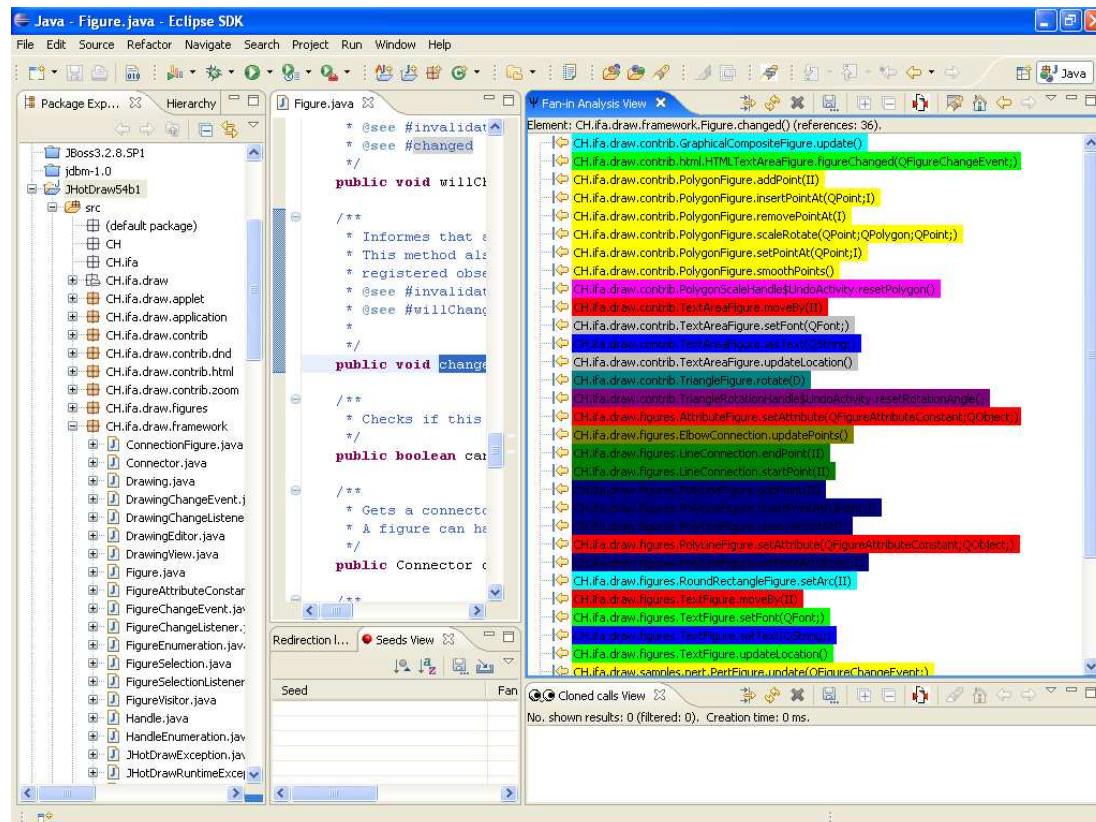 Java - Figure.java - Eclipse SDK
File Edit Source Refactor Navigate Search Project Run Window Help
Java
Package Exp...
Hierarchy
JBoss3.2.8.SP1
jdbm-1.0
JHotDraw54b1
src
(default package)
CH
CH.ifa
CH.ifa.draw
CH.ifa.draw.applet
CH.ifa.draw.application
CH.ifa.draw.contrib
CH.ifa.draw.contrib.dnd
CH.ifa.draw.contrib.html
CH.ifa.draw.contrib.zoom
CH.ifa.draw.figures
CH.ifa.draw.framework
ConnectionFigure.java
Connector.java
Drawing.java
DrawingChangeEvent.j
DrawingChangeListene
DrawingEditor.java
DrawingView.java
Figure.java
FigureAttributeConstar
FigureChangeEvent.jav
FigureChangeListener.
FigureEnumeration.jav
FigureSelection.java
FigureSelectionListener
FigureVisitor.java
Handle.java
HandleEnumeration.jav
JHotDrawException.jav
JHotDrawRuntimeExce
Figure.java
* @see #invalidat
* @see #changed
*/
public void willCh
/**
* Informes that a
* This method als
* registered obse
* @see #invalidat
* @see #willChang
*
*/
public void change
/**
* Checks if this
*/
public boolean can
/**
* Gets a connecto
* A figure can ha
*/
public Connector c
/**
Redirection l...
Seeds View
Seed Fan
Fan-in Analysis View
Element: CH.ifa.draw.framework.Figure.changed() (references: 36).
CH.ifa.draw.contrib.GraphicalCompositeFigure.update()
CH.ifa.draw.contrib.html.HTMLTextAreaFigure.figureChanged(QFigureChangeEvent;)
CH.ifa.draw.contrib.PolygonFigure.addPoint(II)
CH.ifa.draw.contrib.PolygonFigure.insertPointAt(QPoint;I)
CH.ifa.draw.contrib.PolygonFigure.removePointAt(I)
CH.ifa.draw.contrib.PolygonFigure.scaleRotate(QPoint;QPolygon;QPoint;)
CH.ifa.draw.contrib.PolygonFigure.setPointAt(QPoint;I)
CH.ifa.draw.contrib.PolygonFigure.smoothPoints()
CH.ifa.draw.contrib.PolygonScaleHandle$UndoActivity.resetPolygon()
CH.ifa.draw.contrib.TextAreaFigure.moveBy(II)
CH.ifa.draw.contrib.TextAreaFigure.setFont(QFont;)
CH.ifa.draw.contrib.TextAreaFigure.setText(QString;)
CH.ifa.draw.contrib.TextAreaFigure.updateLocation()
CH.ifa.draw.contrib.TriangleFigure.rotate(D)
CH.ifa.draw.contrib.TriangleRotationHandle$UndoActivity.resetRotationAngle()
CH.ifa.draw.figures.AttributeFigure.setAttribute(QFigureAttributeConstant;QObject;)
CH.ifa.draw.figures.ElbowConnection.updatePoints()
CH.ifa.draw.figures.LineConnection.endPoint(II)
CH.ifa.draw.figures.LineConnection.startPoint(II)
CH.ifa.draw.figures.PolyLineFigure.setAttribute(QFigureAttributeConstant;QObject;)
CH.ifa.draw.figures.RoundRectangleFigure.setArc(II)
CH.ifa.draw.figures.TextFigure.moveBy(II)
CH.ifa.draw.figures.TextFigure.setFont(QFont;)
CH.ifa.draw.figures.TextFigure.setText(QString;)
CH.ifa.draw.figures.TextFigure.updateLocation()
CH.ifa.draw.samples.pert.PertFigure.update(QFigureChangeEvent;)
Cloned calls View
No. shown results: 0 (filtered: 0). Creation time: 0 ms.